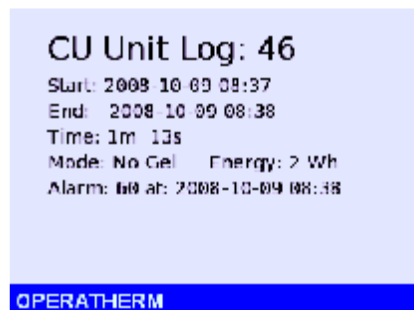 CU Unit Log: 46
Start: 2008-10-09 08:37
End: 2008-10-09 08:38
Time: 1m 13s
Mode: No Gel Energy: 2 Wh
Alarm: 60 at: 2008-10-09 08:38
OPERATHERM